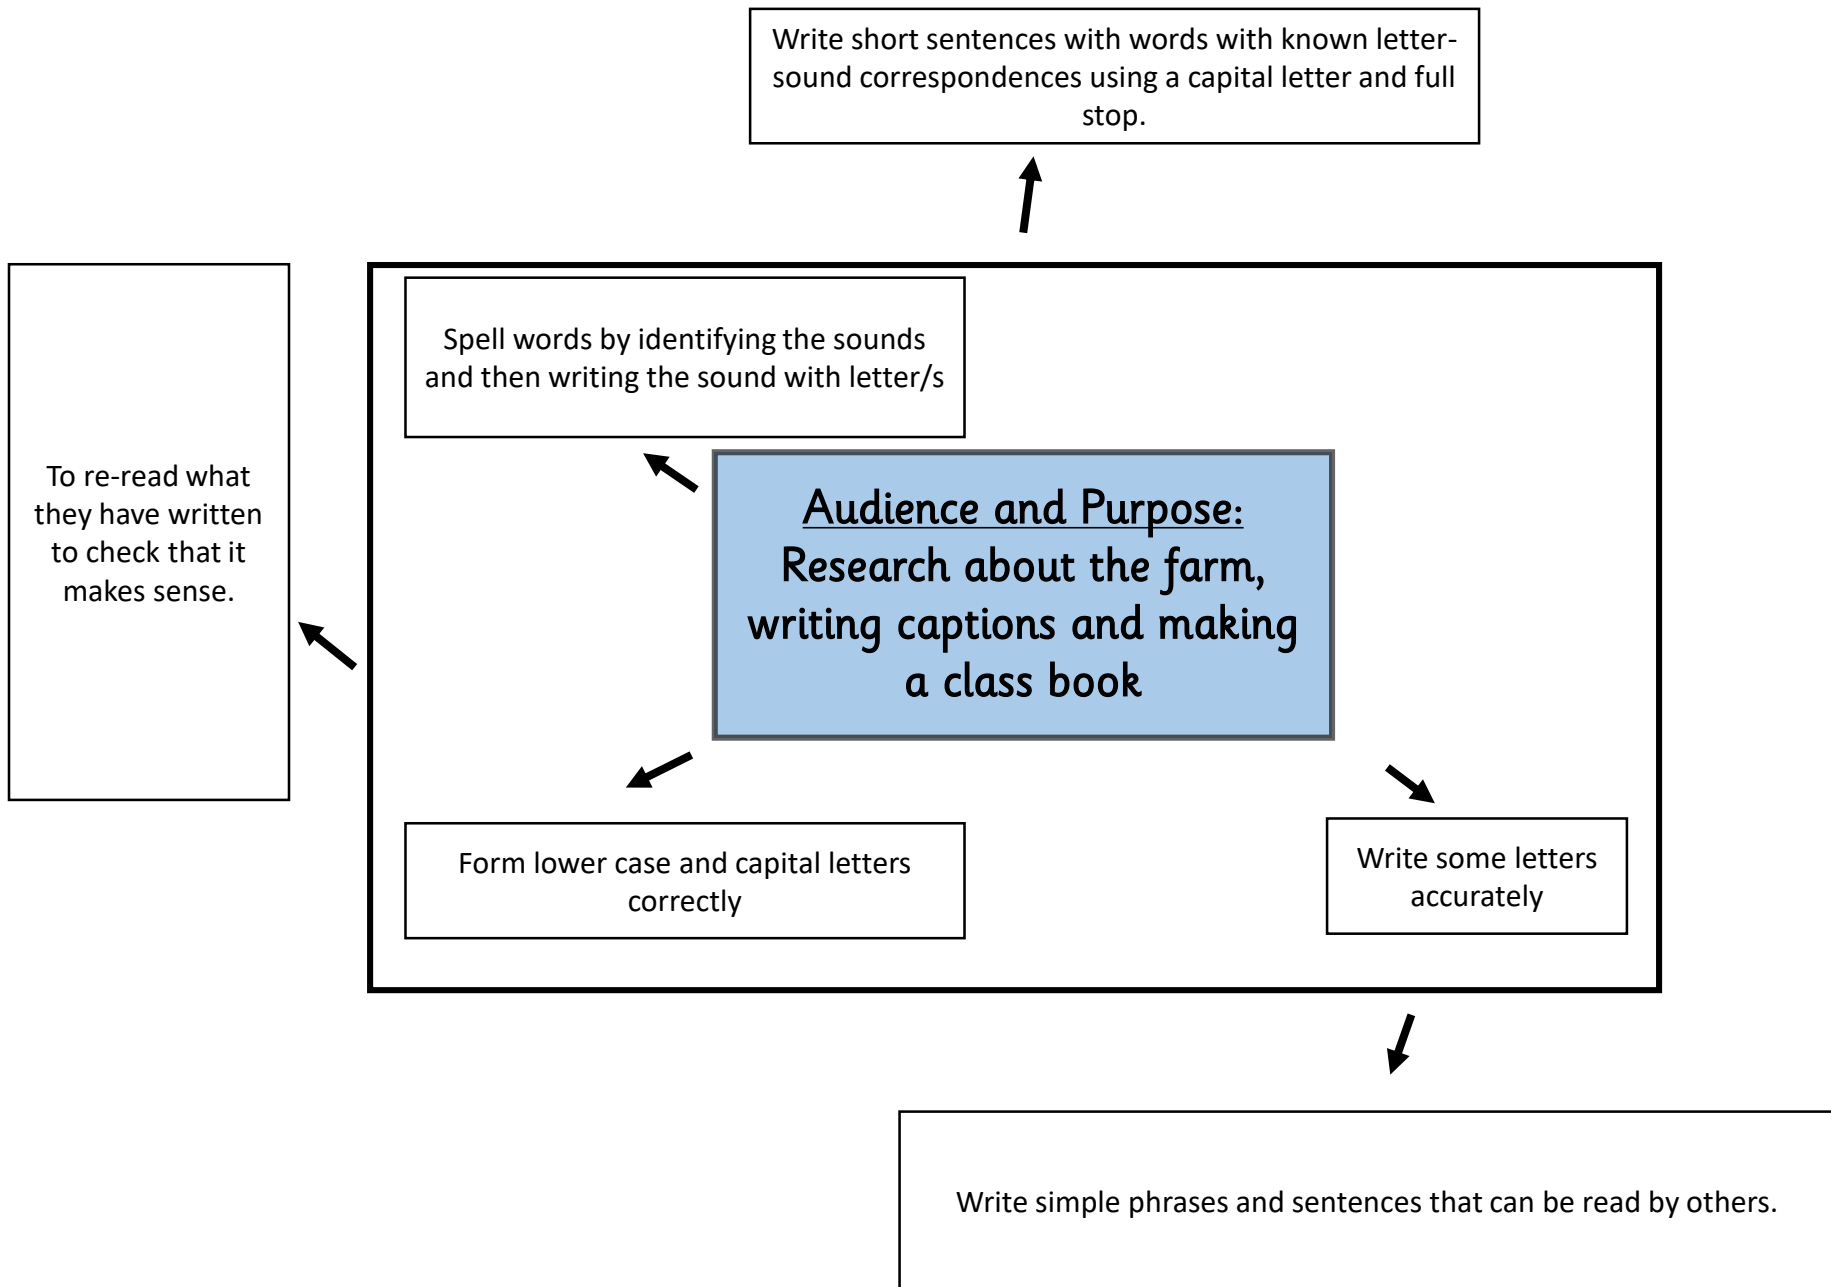 Write short sentences with words with known letter-
sound correspondences using a capital letter and full
stop.
Spell words by identifying the sounds
and then writing the sound with letter/s
To re-read what
they have written
to check that it
makes sense.
Audience and Purpose:
Research about the farm,
writing captions and making
a class book
Form lower case and capital letters
correctly
Write some letters
accurately
Write simple phrases and sentences that can be read by others.